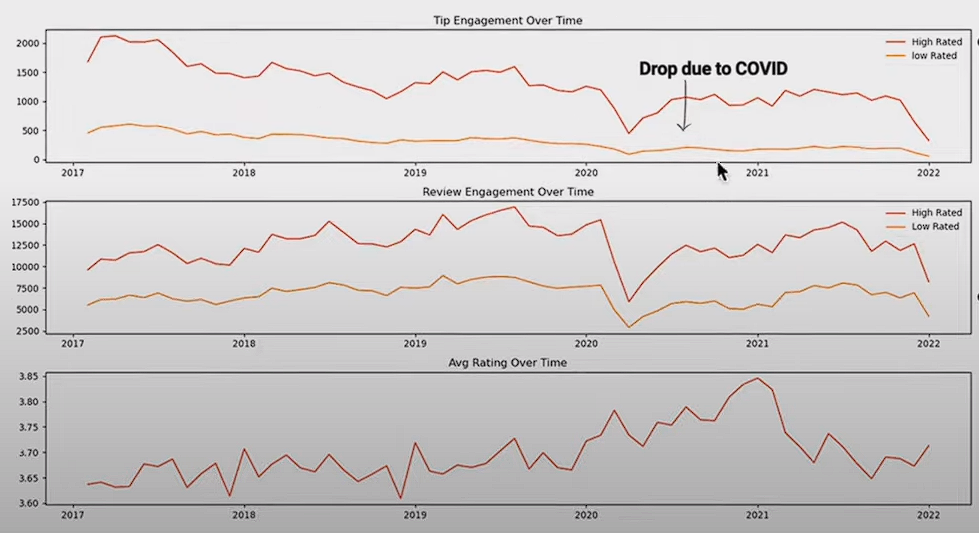 Tip Engagement Over Time
2000
1500
1000
500
0
High Rated
low Rated
Drop due to COVID
2017 2018 2019 2020 2021 2022
Review Engagement Over Time
17500
15000
12500
10000
7500
5000
2500
High Rated
Low Rated
2017 2018 2019 2020 2021 2022
Avg Rating Over Time
3.85
3.80
3.75
3.70
3.65
3.60
2017 2018 2019 2020 2021 2022